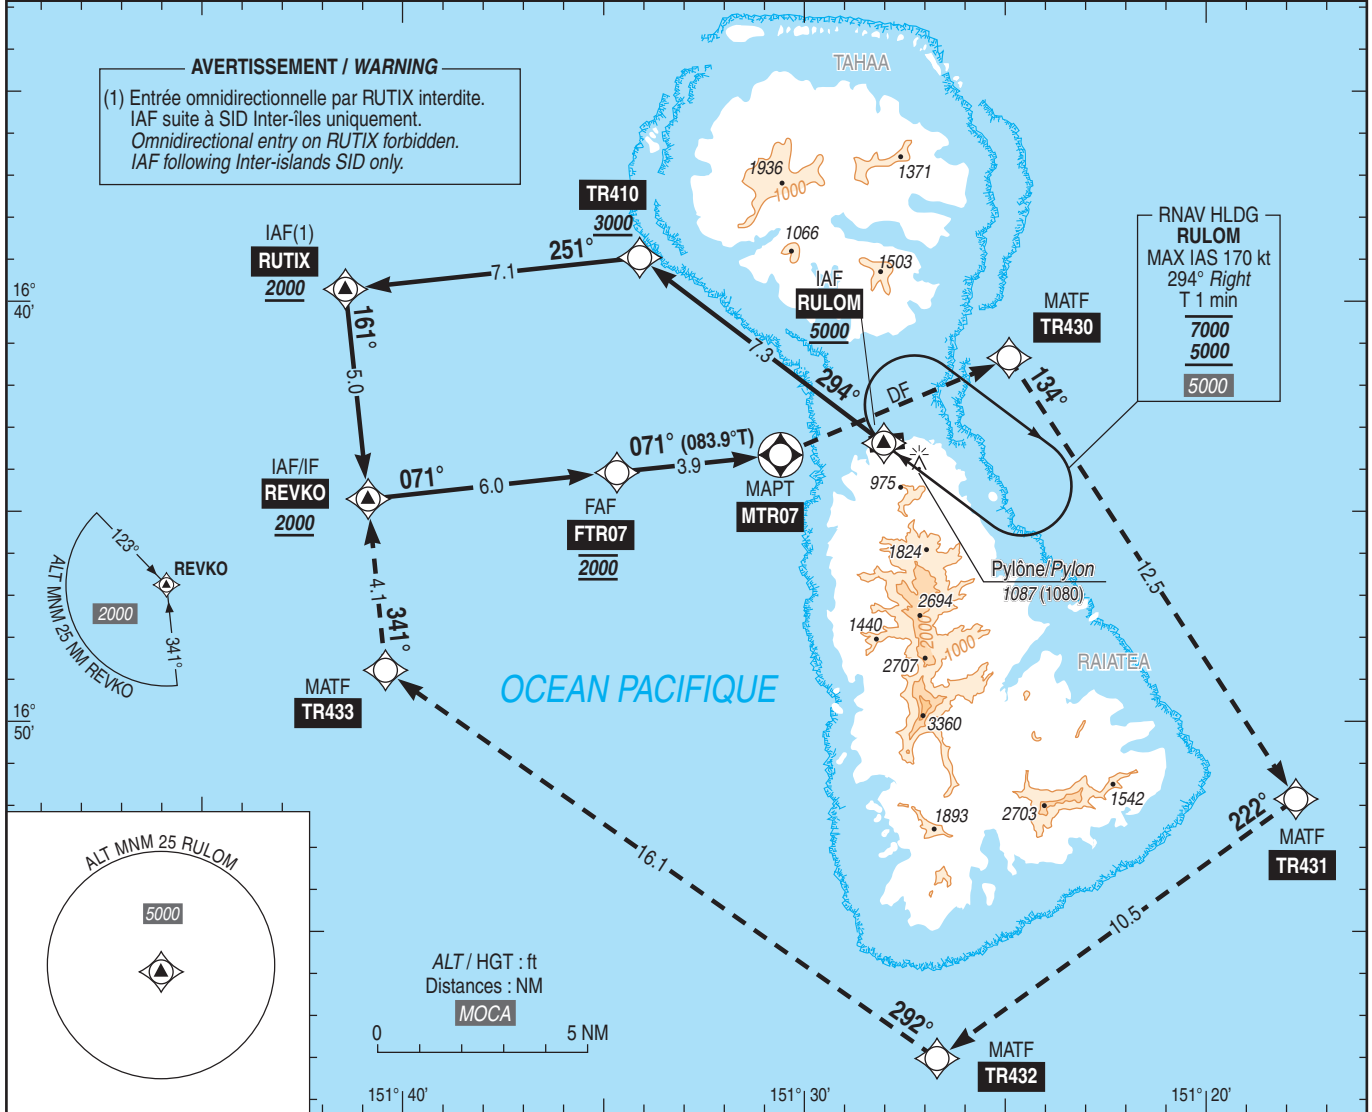 AVERTISSEMENT / WARNING
(1) Entrée omnidirectionnelle par RUTIX interdite.
IAF suite à SID Inter-îles uniquement.
Omnidirectional entry on RUTIX forbidden.
IAF following Inter-islands SID only.
TAHAA
1936
1000
1371
1066
1503
TR410
3000
IAF(1)
RUTIX
2000
251°
7.1
161°
5.0
IAF
RULOM
5000
7.3
294°
MATF
TR430
RNAV HLDG
RULOM
MAX IAS 170 kt
294° Right
T 1 min
7000
5000
5000
16°
40'
DF
134°
12.5
IAF/IF
REVKO
2000
071°
6.0
071° (083.9°T)
3.9
FAF
FTR07
2000
MAPT
MTR07
975
1824
2694
2000
1440
1000
2707
3360
1893
2703
1542
Pylône/Pylon
1087 (1080)
RAIATEA
123°
REVKO
2000
341°
ALT MNM 25 NM REVKO
4.1
341°
MATF
TR433
OCEAN PACIFIQUE
16°
50'
16.1
222°
MATF
TR431
10.5
292°
MATF
TR432
ALT MNM 25 RULOM
5000
ALT / HGT : ft
Distances : NM
MOCA
0 5 NM
151° 40' 151° 30' 151° 20'